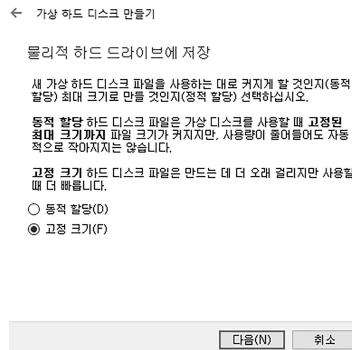 가상 하드 디스크 만들기
물리적 하드 드라이브에 저장
새 가상 하드 디스크 파일을 사용하는 대로 커지게 할 것인지(동적
할당) 최대 크기로 만들 것인지(정적 할당) 선택하십시오.
동적 할당 하드 디스크 파일은 가상 디스크를 사용할 때 고정된
최대 크기까지 파일 크기가 커지지만, 사용량이 줄어들어도 자동
적으로 작아지지는 않습니다.
고정 크기 하드 디스크 파일은 만드는 데 더 오래 걸리지만 사용할
때 더 빠릅니다.
동적 할당(D)
고정 크기(F)
다음(N)
취소